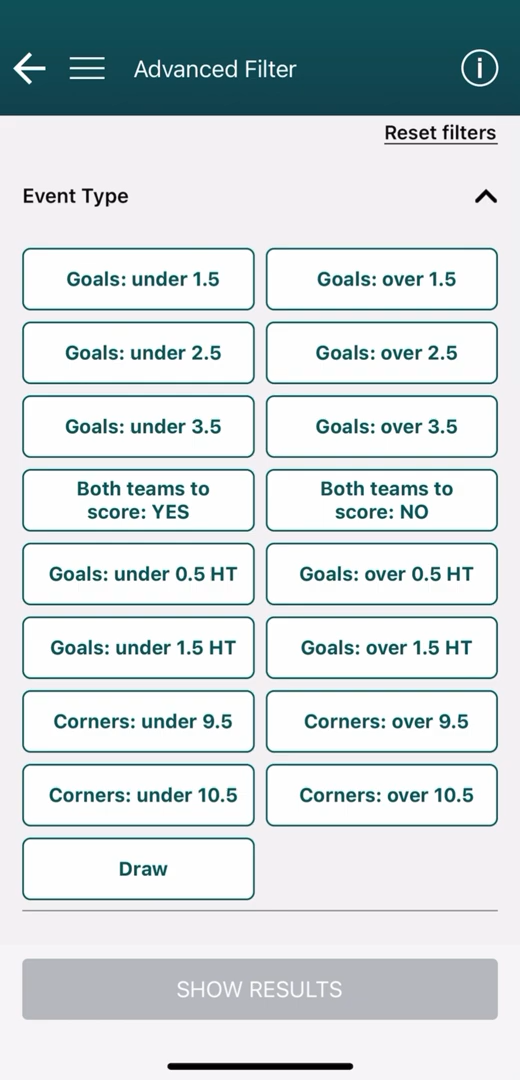 Advanced Filter
Reset filters
Event Type
Goals: under 1.5
Goals: over 1.5
Goals: under 2.5
Goals: over 2.5
Goals: under 3.5
Goals: over 3.5
Both teams to
score: YES
Both teams to
score: NO
Goals: under 0.5 HT
Goals: over 0.5 HT
Goals: under 1.5 HT
Goals: over 1.5 HT
Corners: under 9.5
Corners: over 9.5
Corners: under 10.5
Corners: over 10.5
Draw
SHOW RESULTS